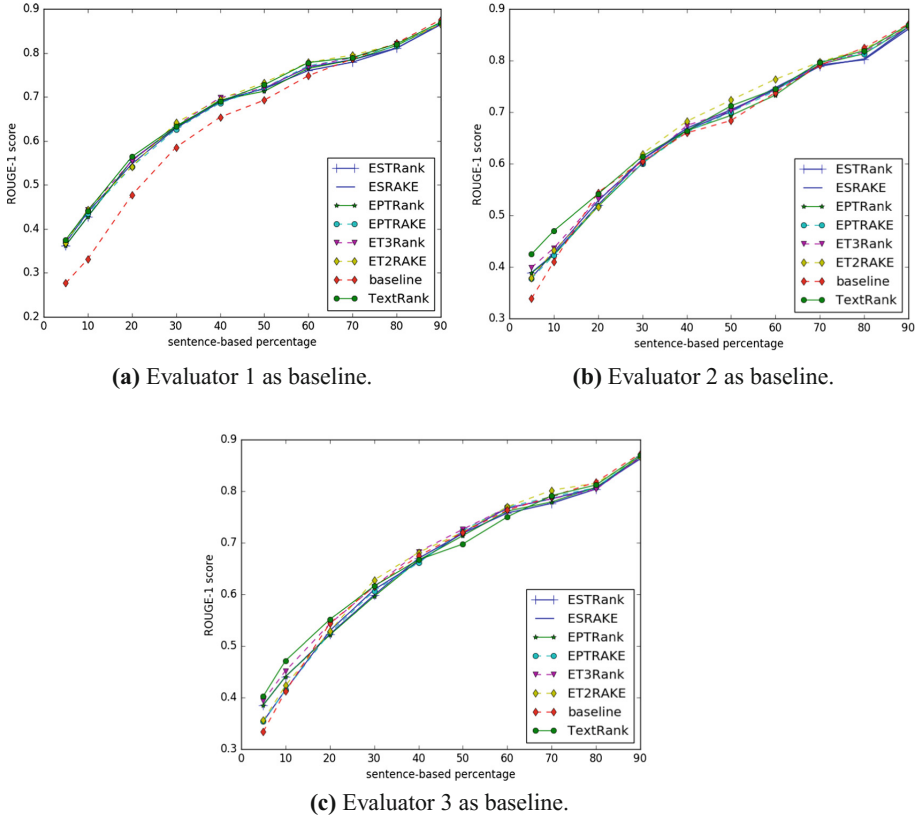 0.9
0.8
0.7
0.6
0.5
0.4
0.3
0.2
ROUGE-1 score
ESTRank
ESRAKE
EPTRank
EPTRAKE
ET3Rank
ET2RAKE
baseline
TextRank
0 10 20 30 40 50 60 70 80 90
sentence-based percentage
(a) Evaluator 1 as baseline.
0.9
0.8
0.7
0.6
0.5
0.4
0.3
ROUGE-1 score
ESTRank
ESRAKE
EPTRank
EPTRAKE
ET3Rank
ET2RAKE
baseline
TextRank
0 10 20 30 40 50 60 70 80 90
sentence-based percentage
(b) Evaluator 2 as baseline.
0.9
0.8
0.7
0.6
0.5
0.4
0.3
ROUGE-1 score
ESTRank
ESRAKE
EPTRank
EPTRAKE
ET3Rank
ET2RAKE
baseline
TextRank
0 10 20 30 40 50 60 70 80 90
sentence-based percentage
(c) Evaluator 3 as baseline.